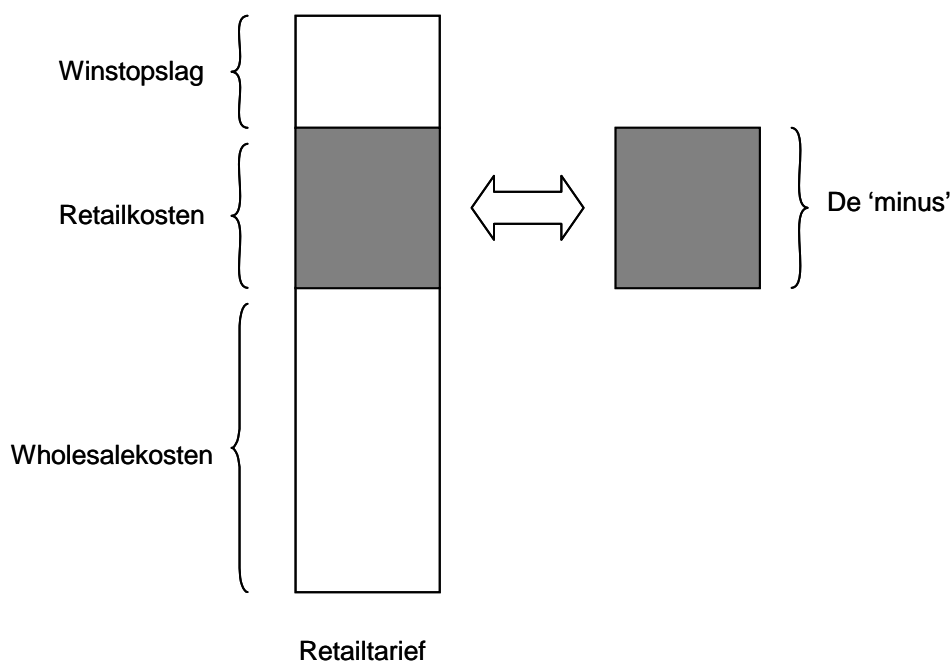 Winstopslag
Retailkosten
De ‘minus’
Wholesalekosten
Retailtarief